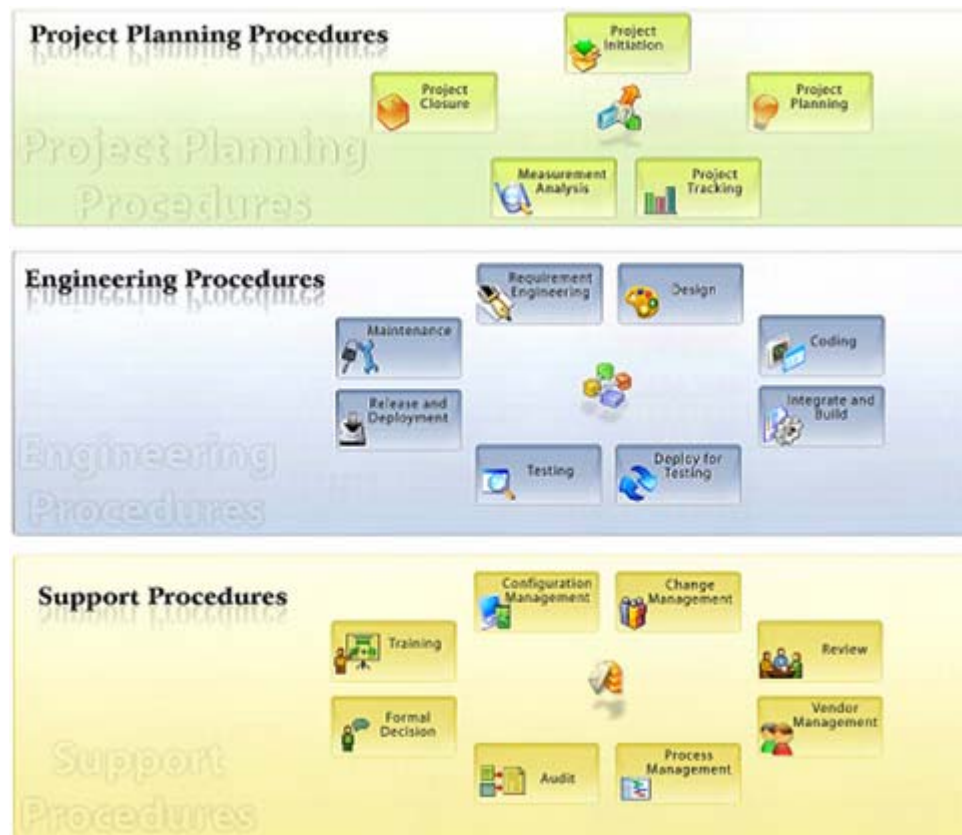 Project Planning Procedures
Project
Initiation
Project
Closure
Project
Planning
Project Planning
Procedures
Measurement
Analysis
Project
Tracking
Engineering Procedures
Requirement
Engineering
Design
Maintenance
Coding
Release and
Deployment
Integrate and
Build
Engineering
Procedures
Testing
Deploy for
Testing
Support Procedures
Configuration
Management
Change
Management
Training
Review
Formal
Decision
Vendor
Management
Support
Procedures
Audit
Process
Management